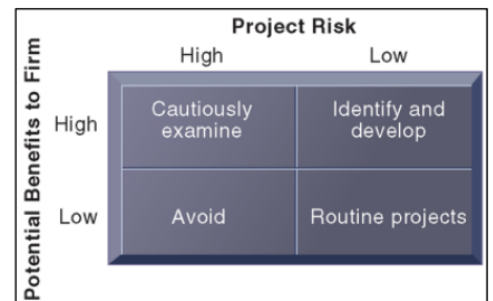 Project Risk
High Low
Potential Benefits to Firm
High
Cautiously
examine
Identify and
develop
Low
Avoid
Routine projects